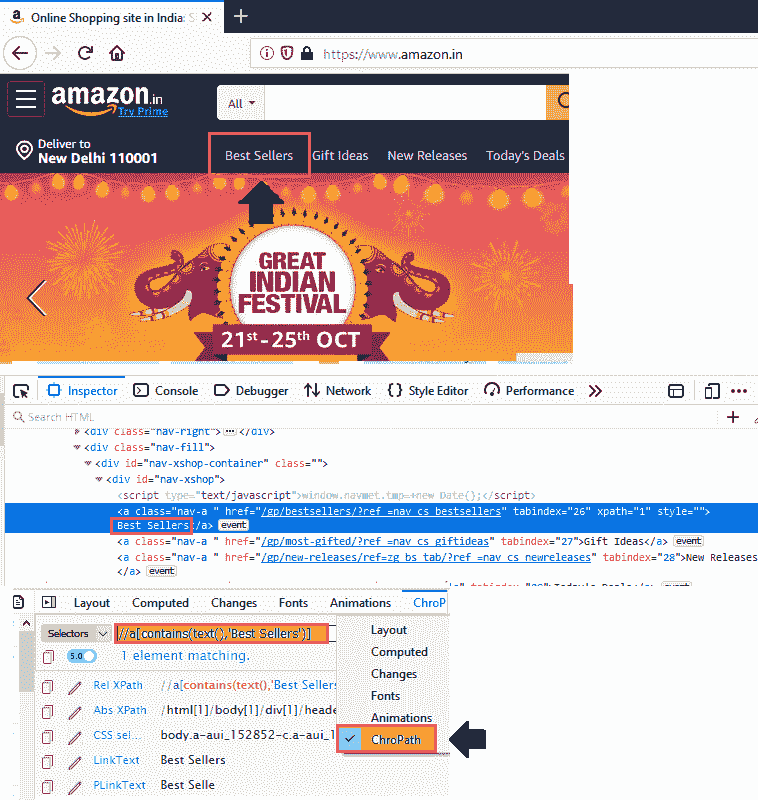 Online Shopping site in India: S
https://www.amazon.in
amazon.in
Try Prime
All
Deliver to
New Delhi 110001
Best Sellers Gift Ideas New Releases Today's Deals
GREAT
INDIAN
FESTIVAL
21st-25th OCT
Inspector Console Debugger Network {} Style Editor Performance
Search HTML
<div class="nav-right"> </div>
<div class="nav-fill">
<div id="nav-xshop-container" class="">
<div id="nav-xshop">
<script type="text/javascript">window.navmet.tmp=+new Date();</script>
<a class="nav-a " href="/gp/bestsellers/?ref_=nav_cs_bestsellers" tabindex="26" xpath="1" style="">
Best Sellers</a> event
<a class="nav-a " href="/gp/most-gifted/?ref_=nav_cs_giftideas" tabindex="27">Gift Ideas</a> event
<a class="nav-a " href="/gp/new-releases/ref=zg_bs_tab/?ref_=nav_cs_newreleases" tabindex="28">New Releases
</a> event
Layout Computed Changes Fonts Animations ChroP
Selectors //a[contains(text(),'Best Sellers')]
5.0 1 element matching.
Rel XPath //a[contains(text(),'Best Sellers
Abs XPath /html[1]/body[1]/div[1]/heade
CSS sel... body.a-aui_152852-c.a-aui_1
LinkText Best Sellers
PLinkText Best Selle
Layout
Computed
Changes
Fonts
Animations
ChroPath